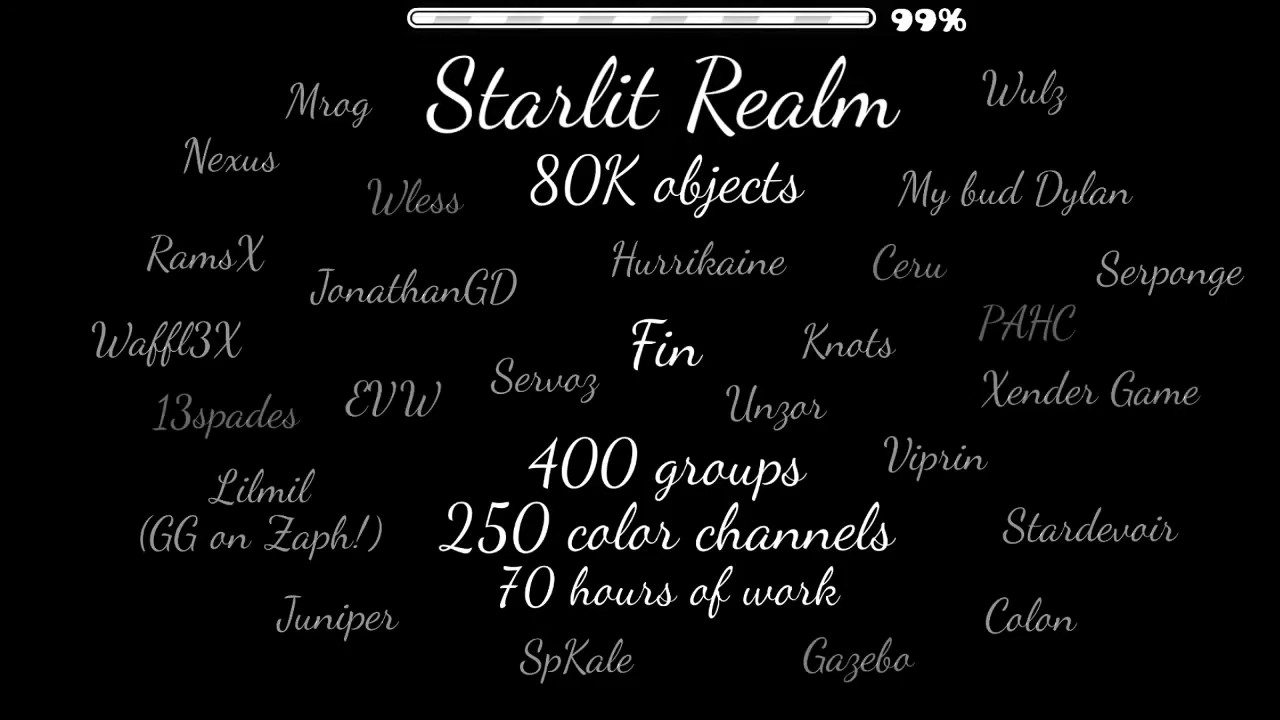 99%
Starlit Realm
Mrog
Wulz
Nexus
80K objects
Wless
My bud Dylan
RamsX
Hurrikaine
Ceru
Serponge
JonathanGD
Waffl3X
Fin
Knots
PAHC
Servoz
13spades
EVW
Unzor
Xender Game
400 groups
Viprin
Lilmil
(GG on Zaph!)
250 color channels
Stardevoir
70 hours of work
Juniper
Colon
SpKale
Gazebo